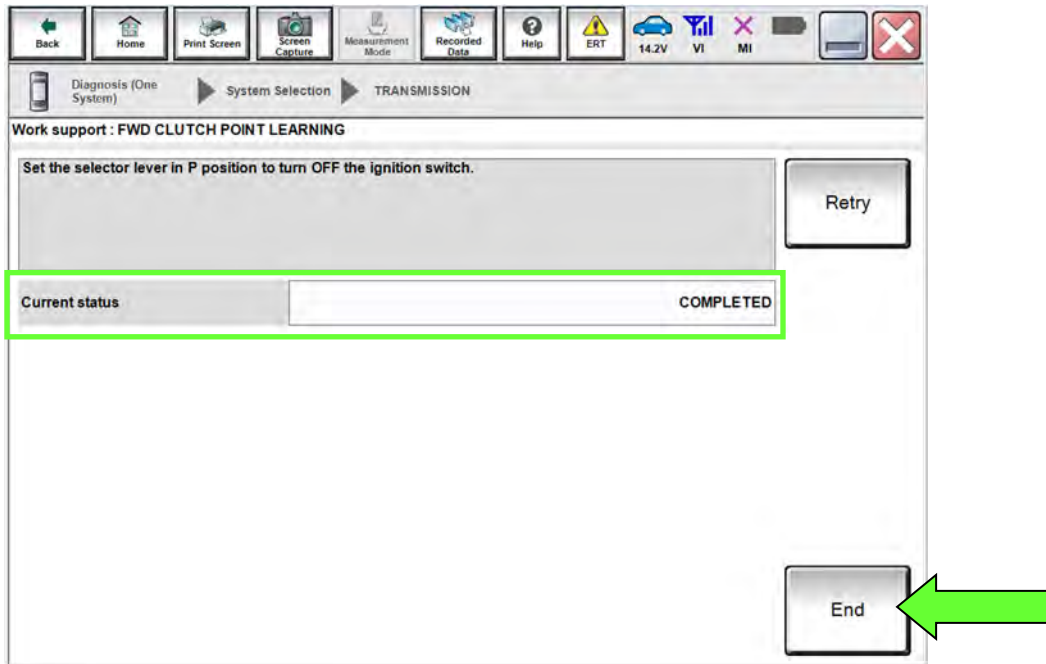 Back
Home
Print Screen
Screen Capture
Measurement Mode
Recorded Data
Help
ERT
14.2V
VI
MI
Diagnosis (One System)
System Selection
TRANSMISSION
Work support : FWD CLUTCH POINT LEARNING
Set the selector lever in P position to turn OFF the ignition switch.
Retry
Current status
COMPLETED
End